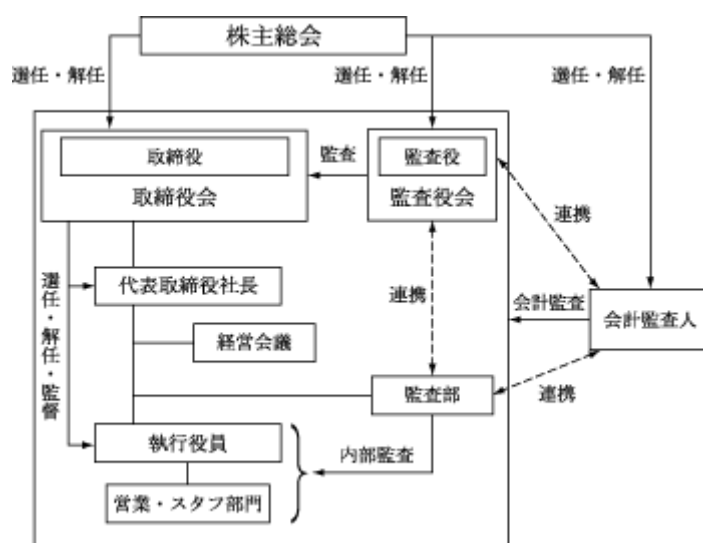 株主総会
選任・解任
選任・解任
選任・解任
取締役
監査
監査役
取締役会
監査役会
連携
選任・解任・監督
代表取締役社長
連携
会計監査
会計監査人
経営会議
監査部
連携
執行役員
内部監査
営業・スタフ部門